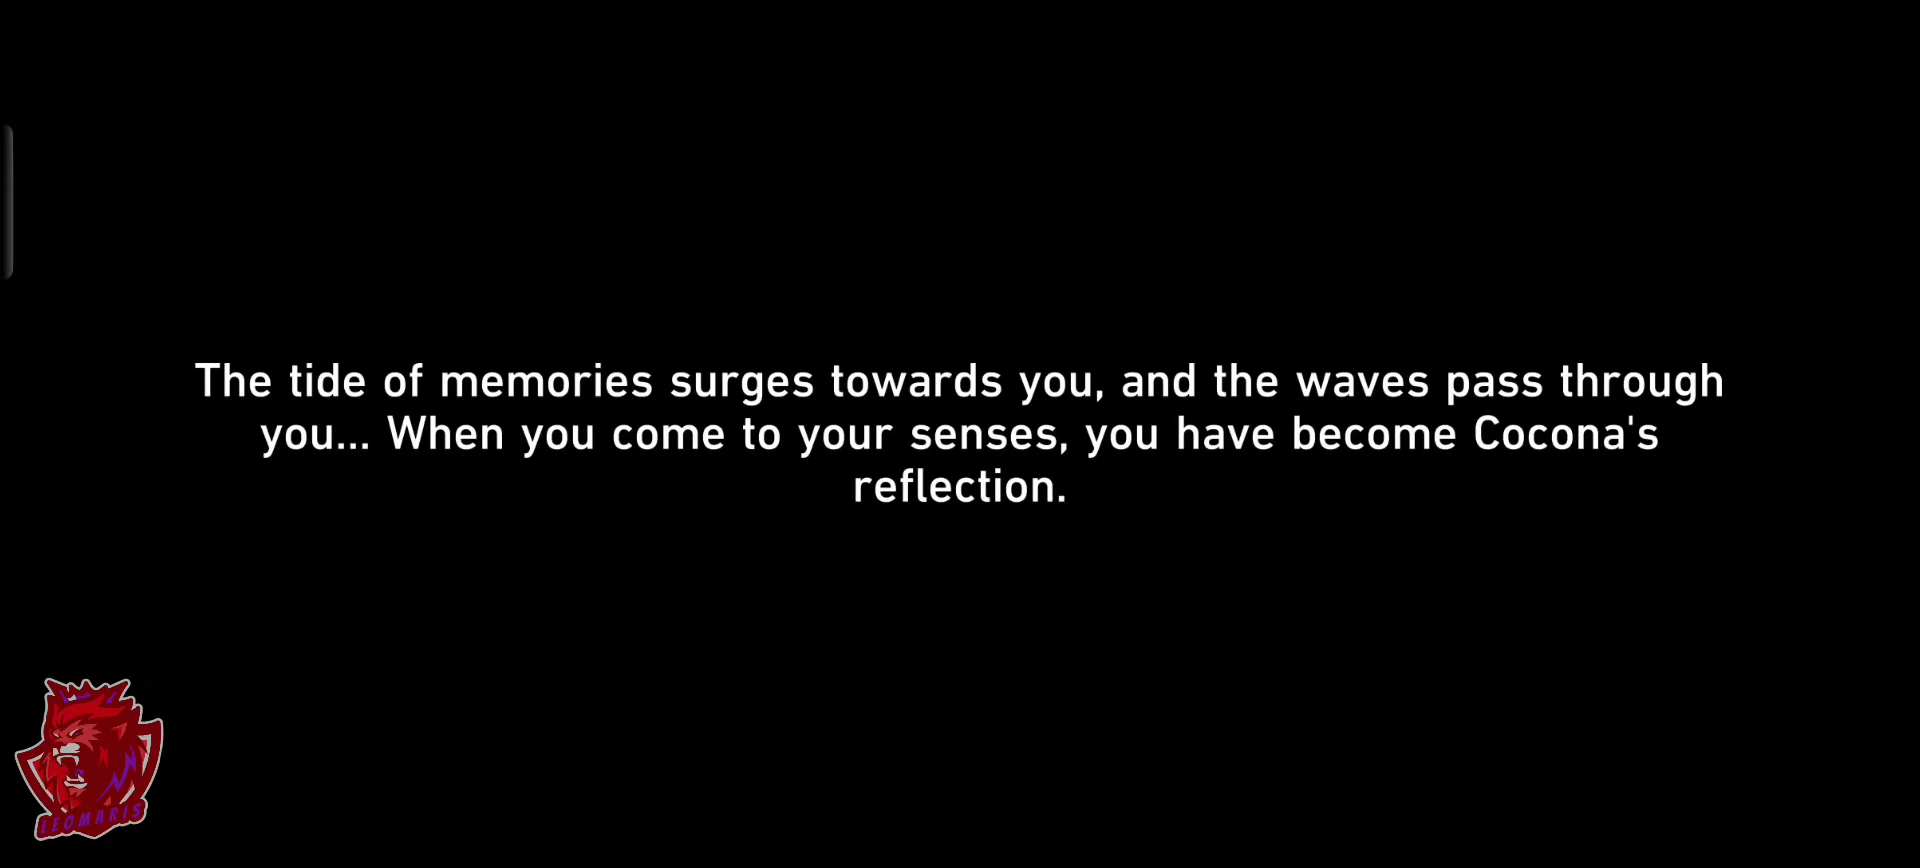 The tide of memories surges towards you, and the waves pass through
you... When you come to your senses, you have become Cocona's
reflection.
LEOMARIS